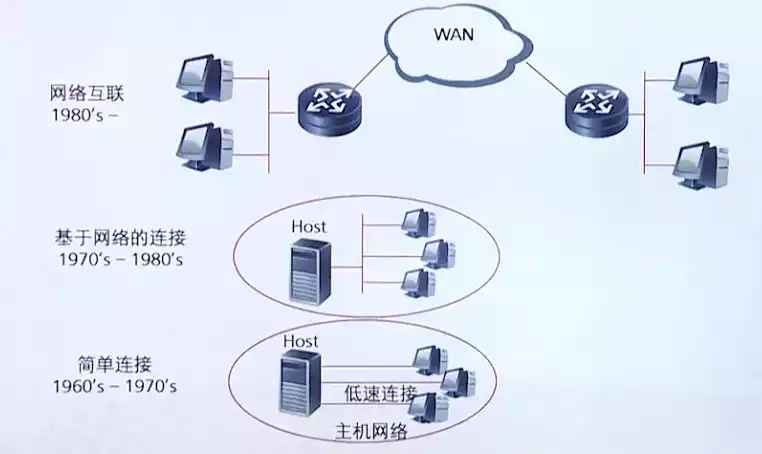 WAN
网络互联
1980's –
基于网络的连接
1970's – 1980's
Host
简单连接
1960's – 1970's
Host
低速连接
主机网络